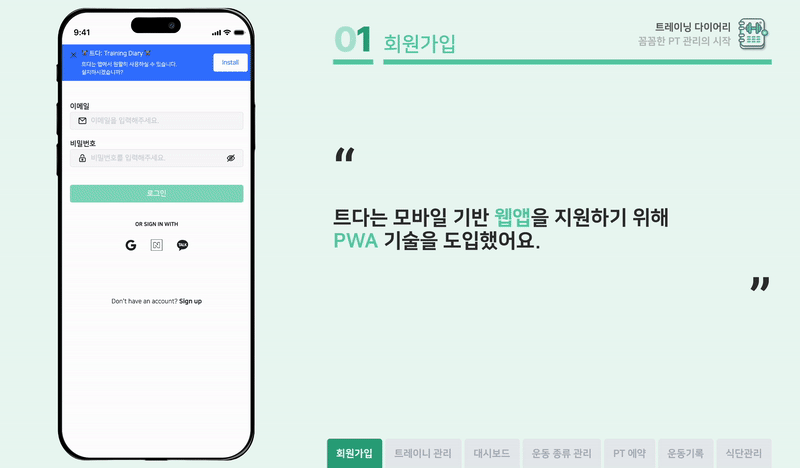 9:41
트다: Training Diary
트다는 앱에서 원활히 사용하실 수 있습니다.
설치하시겠습니까?
Install
이메일
이메일을 입력해주세요.
비밀번호
비밀번호를 입력해주세요.
로그인
OR SIGN IN WITH
G
N
TALK
Don't have an account? Sign up
01 회원가입
트레이닝 다이어리
꼼꼼한 PT 관리의 시작
“
트다는 모바일 기반 웹앱을 지원하기 위해
PWA 기술을 도입했어요.
”
회원가입
트레이니 관리
대시보드
운동 종류 관리
PT 예약
운동기록
식단관리